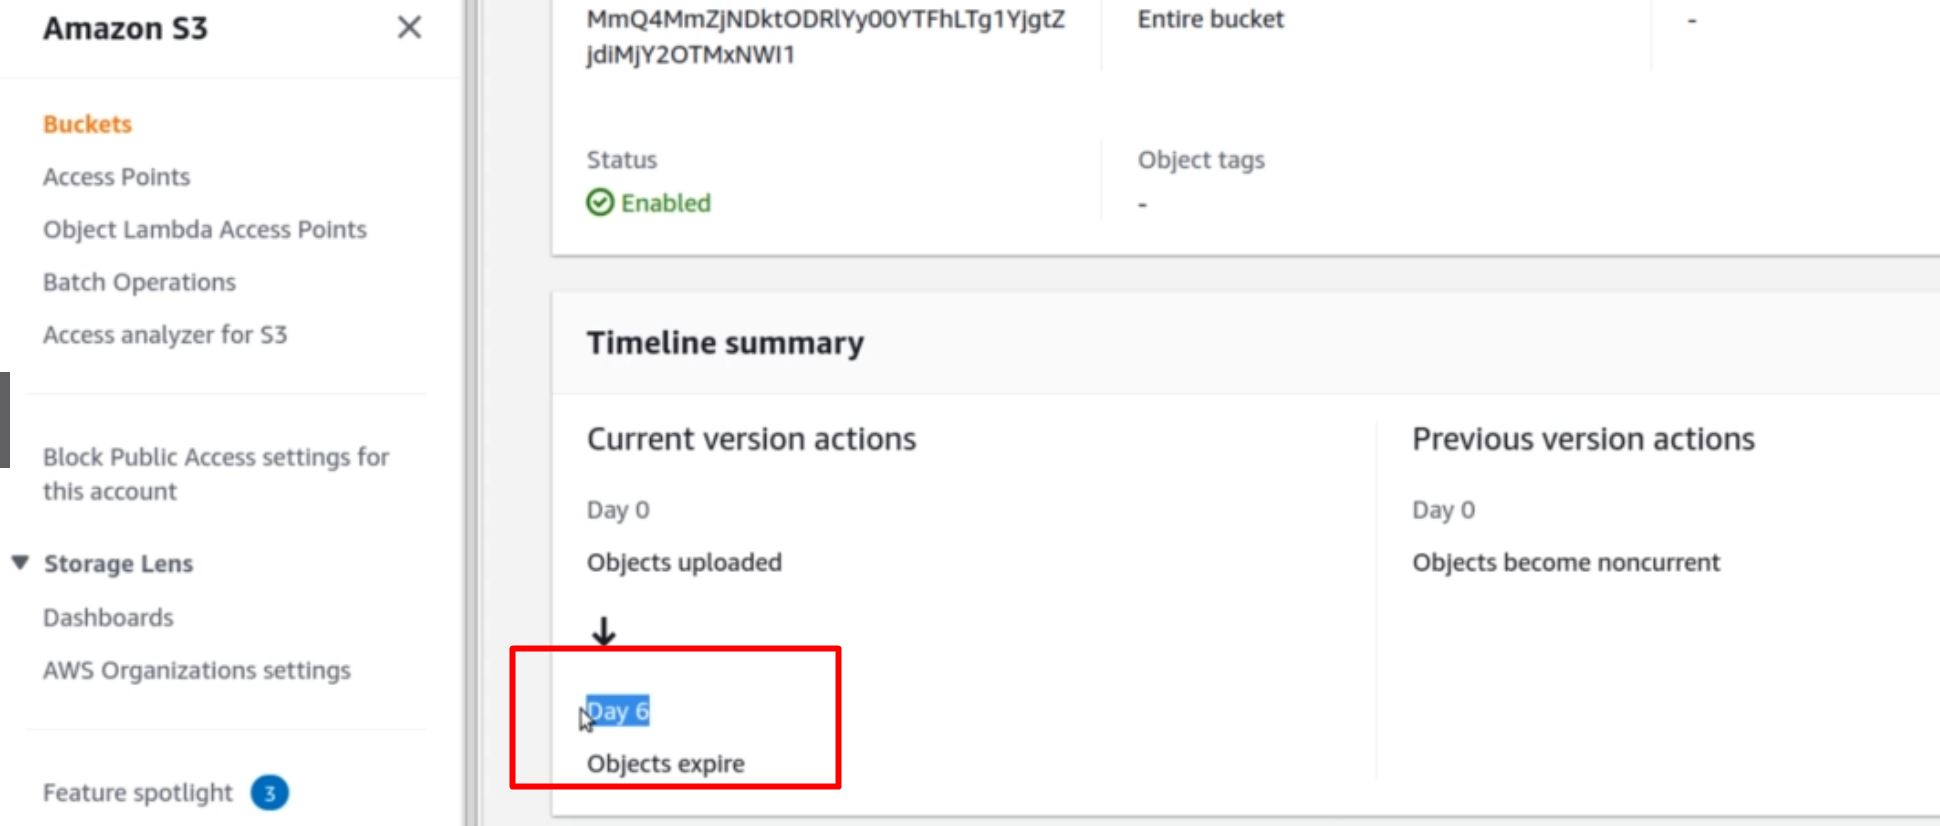 Amazon S3
Buckets
Access Points
Object Lambda Access Points
Batch Operations
Access analyzer for S3
Block Public Access settings for
this account
Storage Lens
Dashboards
AWS Organizations settings
Feature spotlight 3
MmQ4MmZjNDktODRlYy00YTFhLTg1YjgtZ
jdiMjY2OTMxNWI1
Entire bucket
-
Status
Enabled
Object tags
-
Timeline summary
Current version actions
Day 0
Objects uploaded
Day 6
Objects expire
Previous version actions
Day 0
Objects become noncurrent